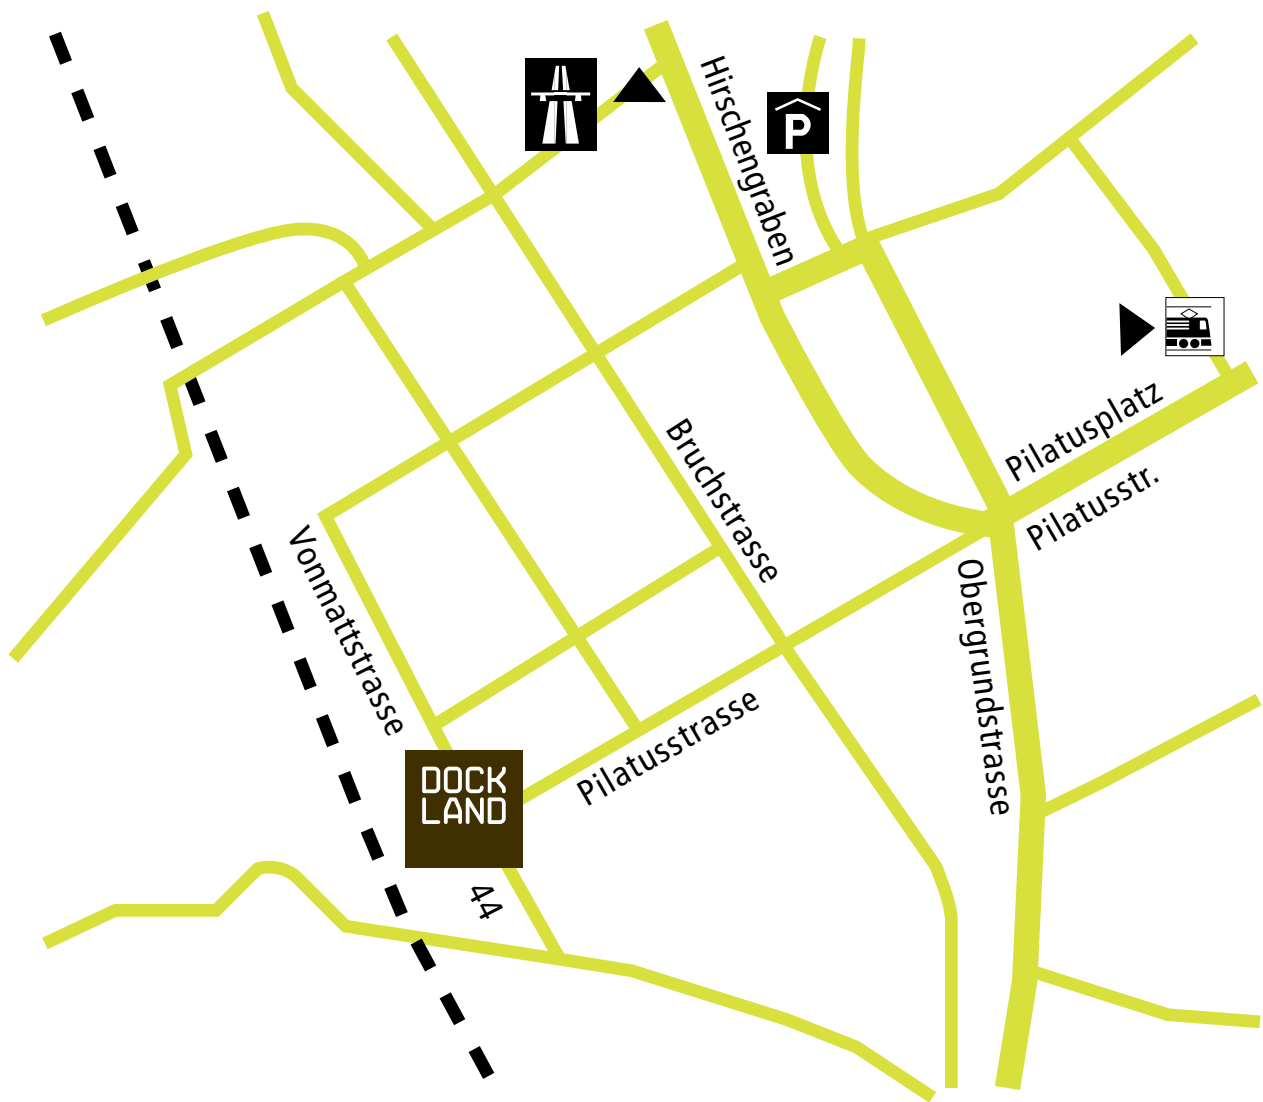 Hirschengraben
P
Pilatusplatz
Pilatusstr.
Bruchstrasse
Vonmattstrasse
Obergrundstrasse
Pilatusstrasse
DOCK
LAND
44